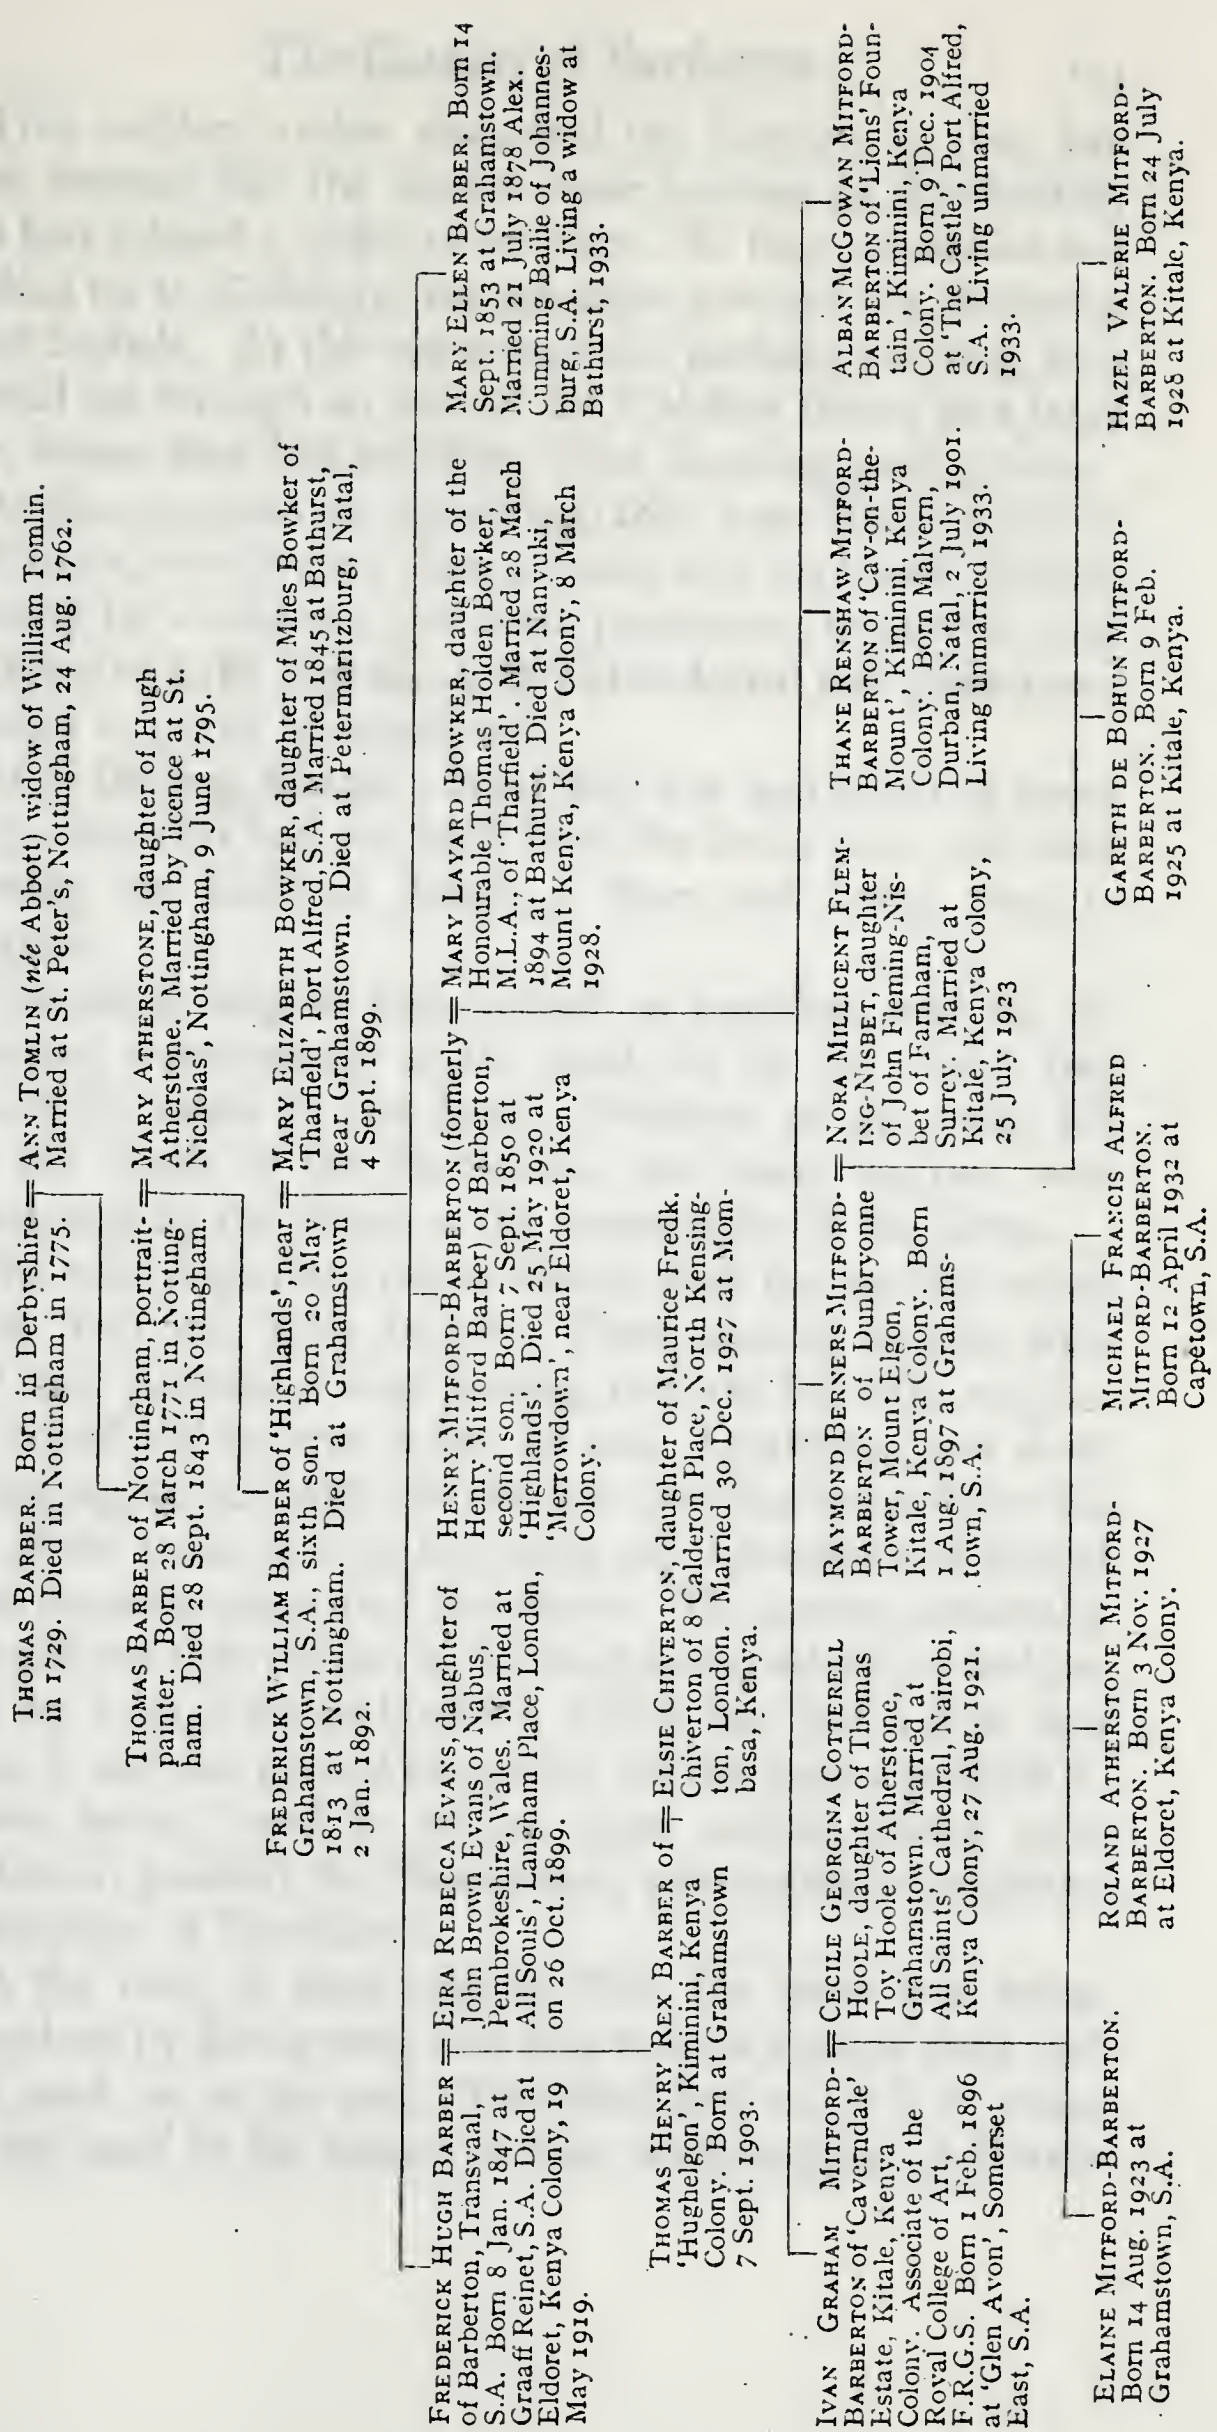 THOMAS BARBER. Born in Derbyshire
in 1729. Died in Nottingham in 1775.
= ANN TOMLIN (née Abbott) widow of William Tomlin.
Married at St. Peter's, Nottingham, 24 Aug. 1762.
THOMAS BARBER of Nottingham, portrait-
painter. Born 28 March 1771 in Notting-
ham. Died 28 Sept. 1843 in Nottingham.
= MARY ATHERSTONE, daughter of Hugh
Atherstone. Married by licence at St.
Nicholas', Nottingham, 9 June 1795.
FREDERICK WILLIAM BARBER of 'Highlands', near
Grahamstown, S.A., sixth son. Born 20 May
1813 at Nottingham. Died at Grahamstown
2 Jan. 1892.
= MARY ELIZABETH BOWKER, daughter of Miles Bowker of
'Tharfield', Port Alfred, S.A. Married 1845 at Bathurst,
near Grahamstown. Died at Petermaritzburg, Natal,
4 Sept. 1899.
FREDERICK HUGH BARBER
of Barberton, Transvaal,
S.A. Born 8 Jan. 1847 at
Graaff Reinet, S.A. Died at
Eldoret, Kenya Colony, 19
May 1919.
= EIRA REBECCA EVANS, daughter of
John Brown Evans of Nabus,
Pembrokeshire, Wales. Married at
All Souis', Langham Place, London,
on 26 Oct. 1899.
HENRY MITFORD-BARBERTON (formerly
Henry Mitford Barber) of Barberton,
second son. Born 7 Sept. 1850 at
'Highlands'. Died 25 May 1920 at
'Merrowdown', near Eldoret, Kenya
Colony.
= MARY LAYARD BOWKER, daughter of the
Honourable Thomas Holden Bowker,
M.L.A., of 'Tharfield'. Married 28 March
1894 at Bathurst. Died at Nanyuki,
Mount Kenya, Kenya Colony, 8 March
1928.
MARY ELLEN BARBER. Born 14
Sept. 1853 at Grahamstown.
Married 21 July 1878 Alex.
Cumming Bailie of Johannes-
burg, S.A. Living a widow at
Bathurst, 1933.
THOMAS HENRY REX BARBER of
'Hughelgon', Kiminini, Kenya
Colony. Born at Grahamstown
7 Sept. 1903.
= ELSIE CHIVERTON, daughter of Maurice Fredk.
Chiverton of 8 Calderon Place, North Kensing-
ton, London. Married 30 Dec. 1927 at Mom-
basa, Kenya.
IVAN GRAHAM MITFORD-
BARBERTON of 'Caverndale'
Estate, Kitale, Kenya
Colony. Associate of the
Royal College of Art,
F.R.G.S. Born 1 Feb. 1896
at 'Glen Avon', Somerset
East, S.A.
= CECILE GEORGINA COTTERELL
HOOLE, daughter of Thomas
Toy Hoole of Atherstone,
Grahamstown. Married at
All Saints' Cathedral, Nairobi,
Kenya Colony, 27 Aug. 1921.
RAYMOND BERNERS MITFORD-
BARBERTON of Dunbryonne
Tower, Mount Elgon,
Kitale, Kenya Colony. Born
1 Aug. 1897 at Grahams-
town, S.A.
= NORA MILLICENT FLEM-
ING-NISBET, daughter
of John Fleming-Nis-
bet of Farnham,
Surrey. Married at
Kitale, Kenya Colony,
25 July 1923
THANE RENSHAW MITFORD-
BARBERTON of 'Cav-on-the-
Mount', Kiminini, Kenya
Colony. Born Malvern,
Durban, Natal, 2 July 1901.
Living unmarried 1933.
ALBAN MCGOWAN MITFORD-
BARBERTON of 'Lions' Foun-
tain', Kiminini, Kenya
Colony. Born 9 Dec. 1904
at 'The Castle', Port Alfred,
S.A. Living unmarried
1933.
ELAINE MITFORD-BARBERTON.
Born 14 Aug. 1923 at
Grahamstown, S.A.
ROLAND ATHERSTONE MITFORD-
BARBERTON. Born 3 Nov. 1927
at Eldoret, Kenya Colony.
MICHAEL FRANCIS ALFRED
MITFORD-BARBERTON.
Born 12 April 1932 at
Capetown, S.A.
GARETH DE BOHUN MITFORD-
BARBERTON. Born 9 Feb.
1925 at Kitale, Kenya.
HAZEL VALERIE MITFORD-
BARBERTON. Born 24 July
1928 at Kitale, Kenya.